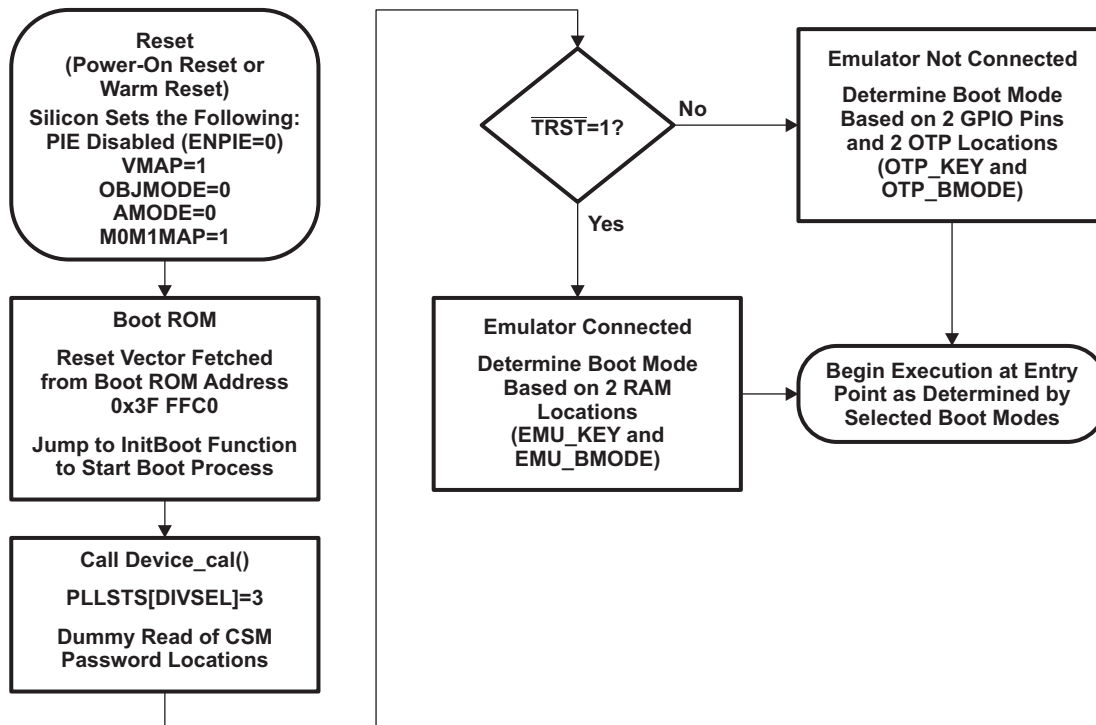 Reset
(Power-On Reset or
Warm Reset)
Silicon Sets the Following:
PIE Disabled (ENPIE=0)
VMAP=1
OBJMODE=0
AMODE=0
M0M1MAP=1
Boot ROM
Reset Vector Fetched
from Boot ROM Address
0x3F FFC0
Jump to InitBoot Function
to Start Boot Process
Call Device_cal()
PLLSTS[DIVSEL]=3
Dummy Read of CSM
Password Locations
T̅R̅S̅T̅=1?
No
Yes
Emulator Not Connected
Determine Boot Mode
Based on 2 GPIO Pins
and 2 OTP Locations
(OTP_KEY and
OTP_BMODE)
Emulator Connected
Determine Boot Mode
Based on 2 RAM
Locations
(EMU_KEY and
EMU_BMODE)
Begin Execution at Entry
Point as Determined by
Selected Boot Modes